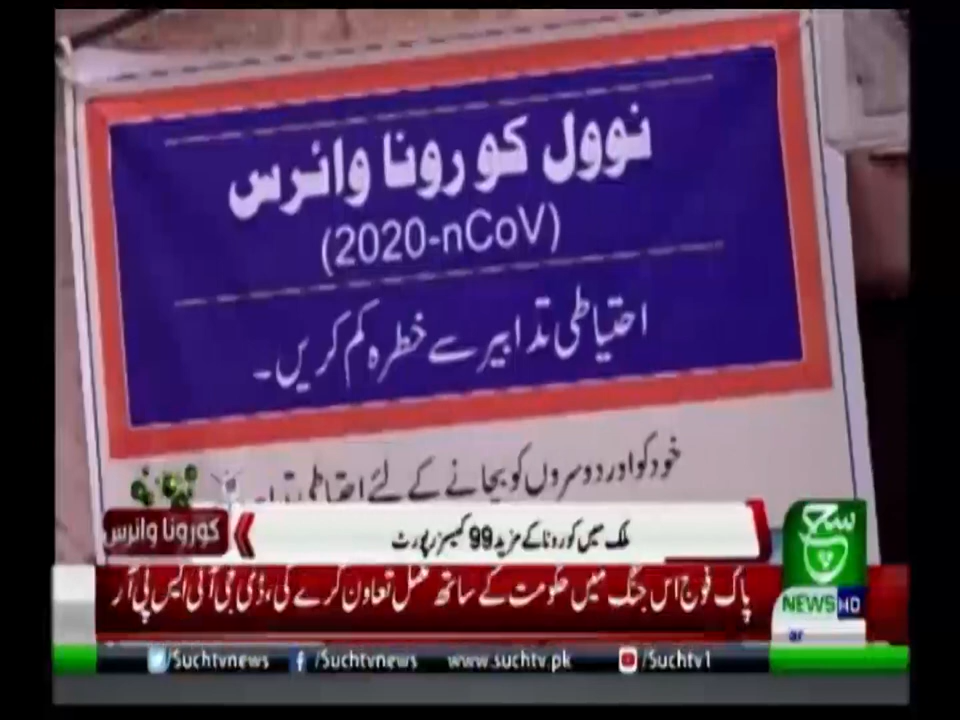 نوول کورونا وائرس
(2020-nCoV)
احتیاطی تدابیر سے خطرہ کم کریں۔
خود کو اور دوسروں کو بچانے کے لئے احتیاطی
کورونا وائرس
ملک میں کورونا کے مزید 99 کیسز رپورٹ
سچ
TV
NEWS HD
پاک فوج اس جنگ میں حکومت کے ساتھ مکمل تعاون کرے گی، ڈی جی آئی ایس پی آر
/Suchtvnews /Suchtvnews www.suchtv.pk /Suchtv1